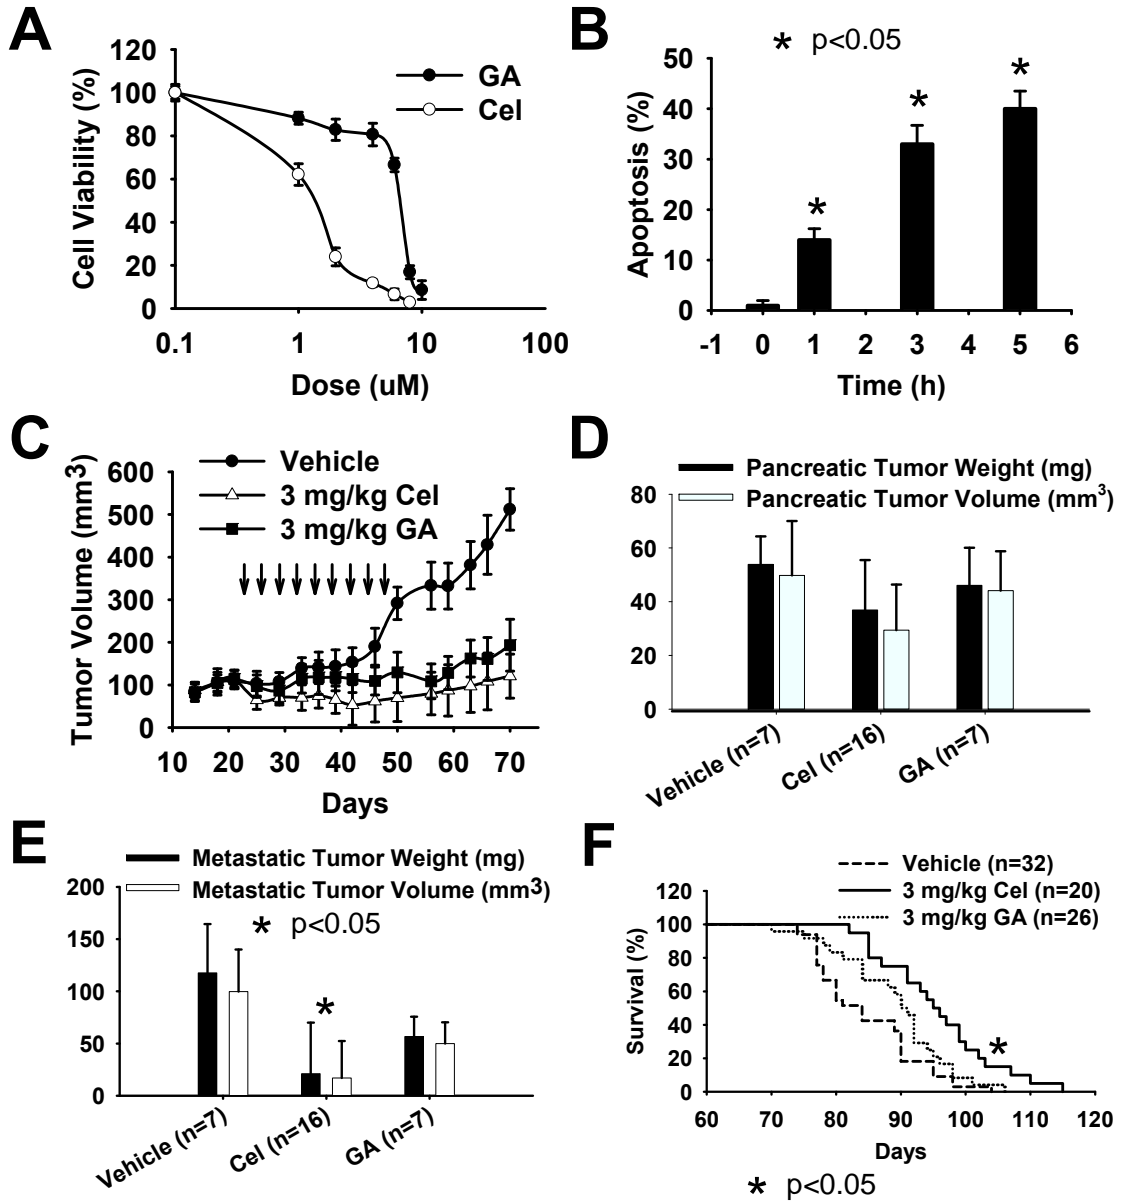 A
120
100
80
60
40
20
0
Cell Viability (%)
GA
Cel
0.1 1 10 100
Dose (uM)
B
* p<0.05
50
40
30
20
10
0
Apoptosis (%)
*
*
*
-1 0 1 2 3 4 5 6
Time (h)
C
Vehicle
3 mg/kg Cel
3 mg/kg GA
600
500
400
300
200
100
0
Tumor Volume (mm3)
10 20 30 40 50 60 70
Days
D
Pancreatic Tumor Weight (mg)
Pancreatic Tumor Volume (mm3)
80
60
40
20
0
Vehicle (n=7)
Cel (n=16)
GA (n=7)
E
Metastatic Tumor Weight (mg)
Metastatic Tumor Volume (mm3)
* p<0.05
200
150
100
50
0
*
Vehicle (n=7)
Cel (n=16)
GA (n=7)
F
Vehicle (n=32)
3 mg/kg Cel (n=20)
3 mg/kg GA (n=26)
120
100
80
60
40
20
0
Survival (%)
*
60 70 80 90 100 110 120
Days
* p<0.05